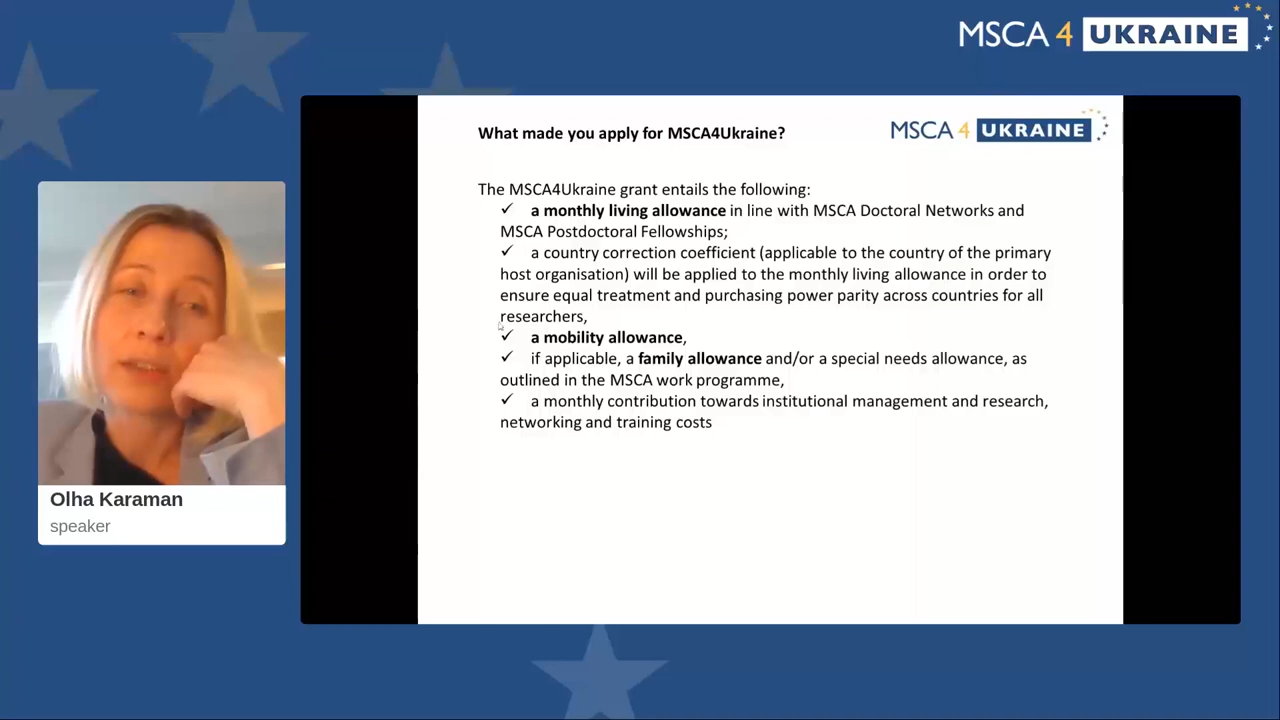 MSCA 4 UKRAINE
What made you apply for MSCA4Ukraine?
MSCA 4 UKRAINE
The MSCA4Ukraine grant entails the following:
✓ a monthly living allowance in line with MSCA Doctoral Networks and
MSCA Postdoctoral Fellowships;
✓ a country correction coefficient (applicable to the country of the primary
host organisation) will be applied to the monthly living allowance in order to
ensure equal treatment and purchasing power parity across countries for all
researchers,
✓ a mobility allowance,
✓ if applicable, a family allowance and/or a special needs allowance, as
outlined in the MSCA work programme,
✓ a monthly contribution towards institutional management and research,
networking and training costs
Olha Karaman
speaker